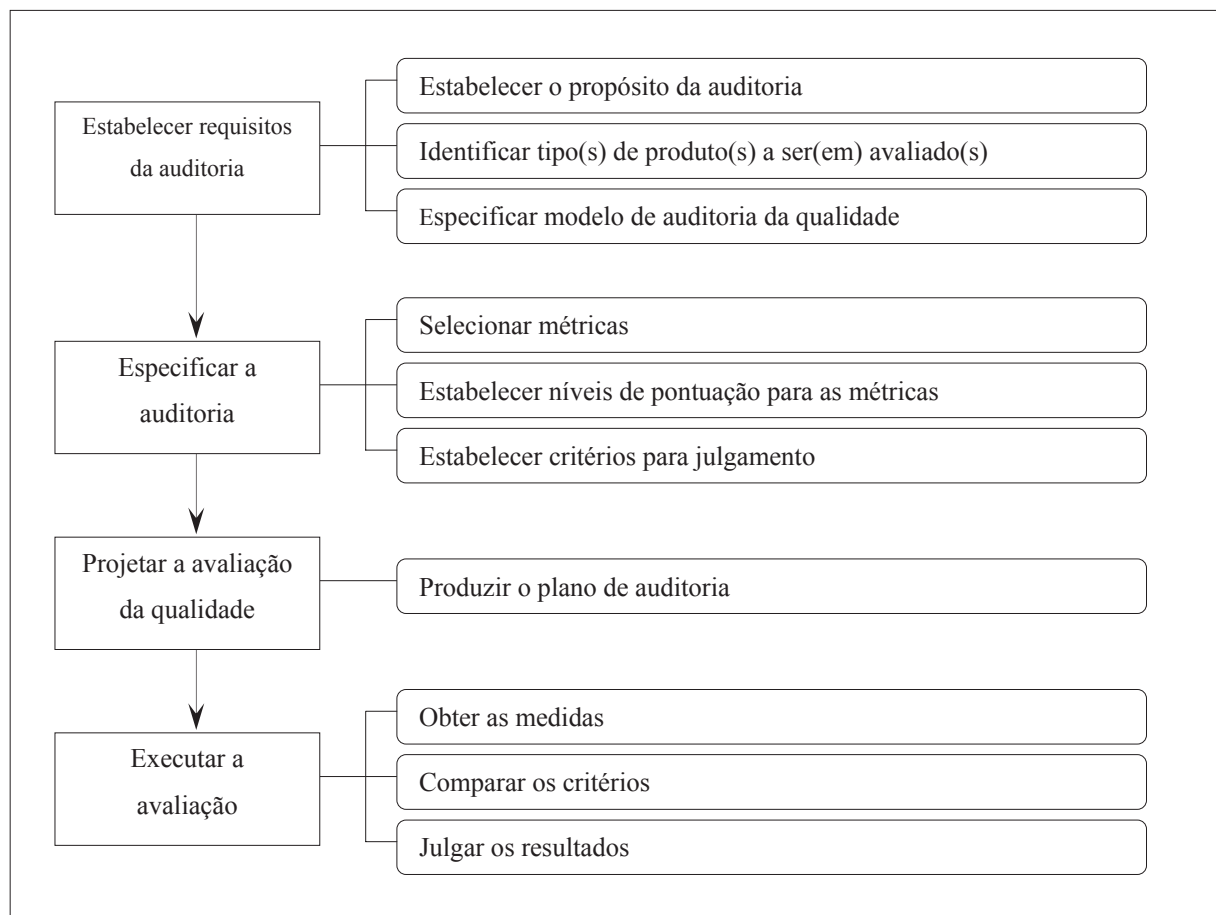 Estabelecer requisitos
da auditoria
Estabelecer o propósito da auditoria
Identificar tipo(s) de produto(s) a ser(em) avaliado(s)
Especificar modelo de auditoria da qualidade
Especificar a
auditoria
Selecionar métricas
Estabelecer níveis de pontuação para as métricas
Estabelecer critérios para julgamento
Projetar a avaliação
da qualidade
Produzir o plano de auditoria
Executar a
avaliação
Obter as medidas
Comparar os critérios
Julgar os resultados